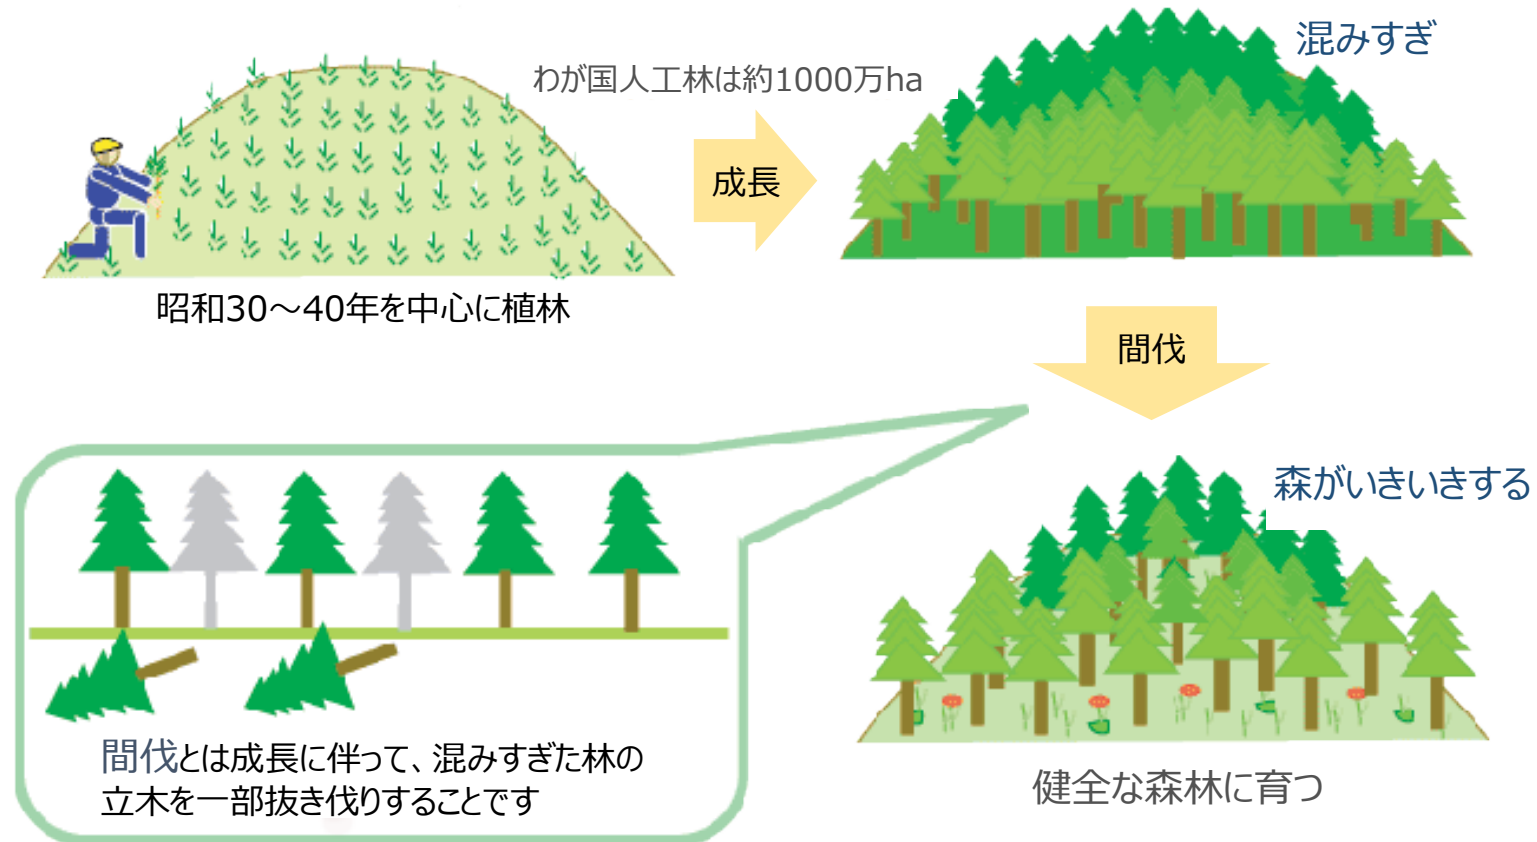 わが国人工林は約1000万ha
混みすぎ
成長
昭和30～40年を中心に植林
間伐
森がいきいきする
間伐とは成長に伴って、混みすぎた林の
立木を一部抜き伐りすることです
健全な森林に育つ